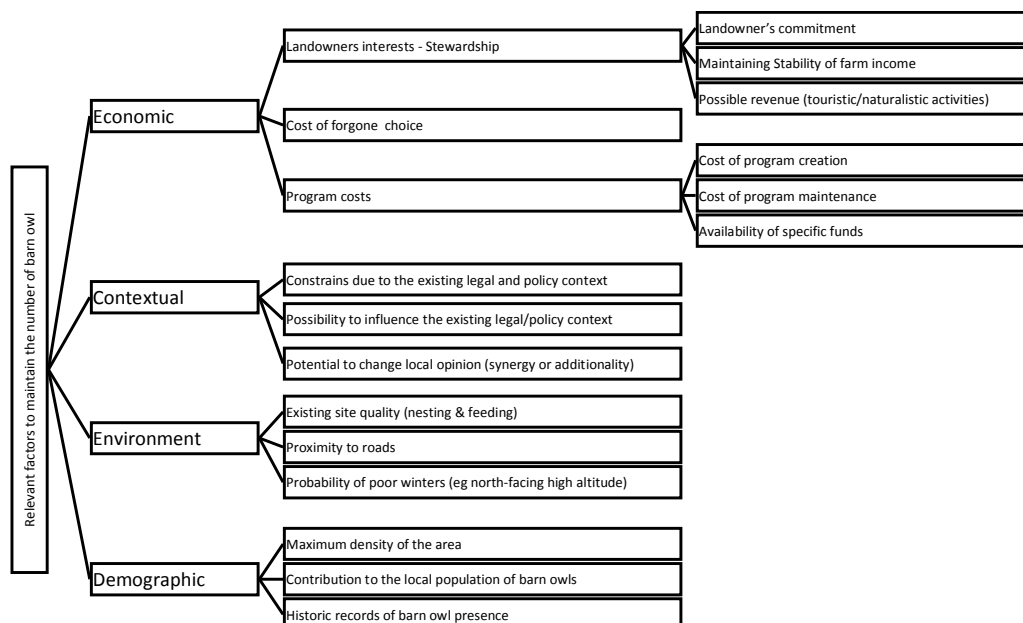 Relevant factors to maintain the number of barn owl
Economic
Landowners interests - Stewardship
Landowner’s commitment
Maintaining Stability of farm income
Possible revenue (touristic/naturalistic activities)
Cost of forgone choice
Program costs
Cost of program creation
Cost of program maintenance
Availability of specific funds
Contextual
Constrains due to the existing legal and policy context
Possibility to influence the existing legal/policy context
Potential to change local opinion (synergy or additionality)
Environment
Existing site quality (nesting & feeding)
Proximity to roads
Probability of poor winters (eg north-facing high altitude)
Demographic
Maximum density of the area
Contribution to the local population of barn owls
Historic records of barn owl presence